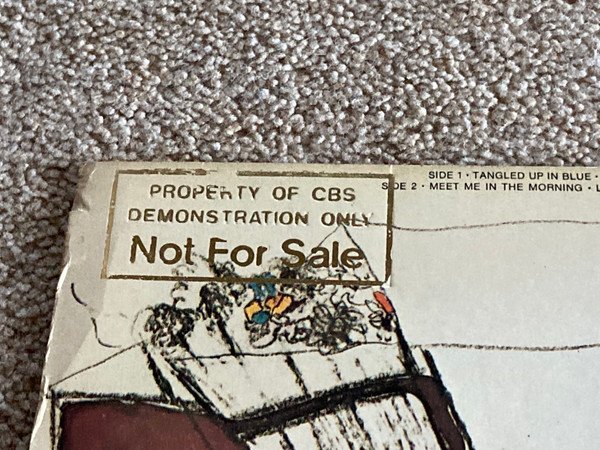 PROPERTY OF CBS
DEMONSTRATION ONLY
Not For Sale
SIDE 1 • TANGLED UP IN BLUE •
SIDE 2 • MEET ME IN THE MORNING • L